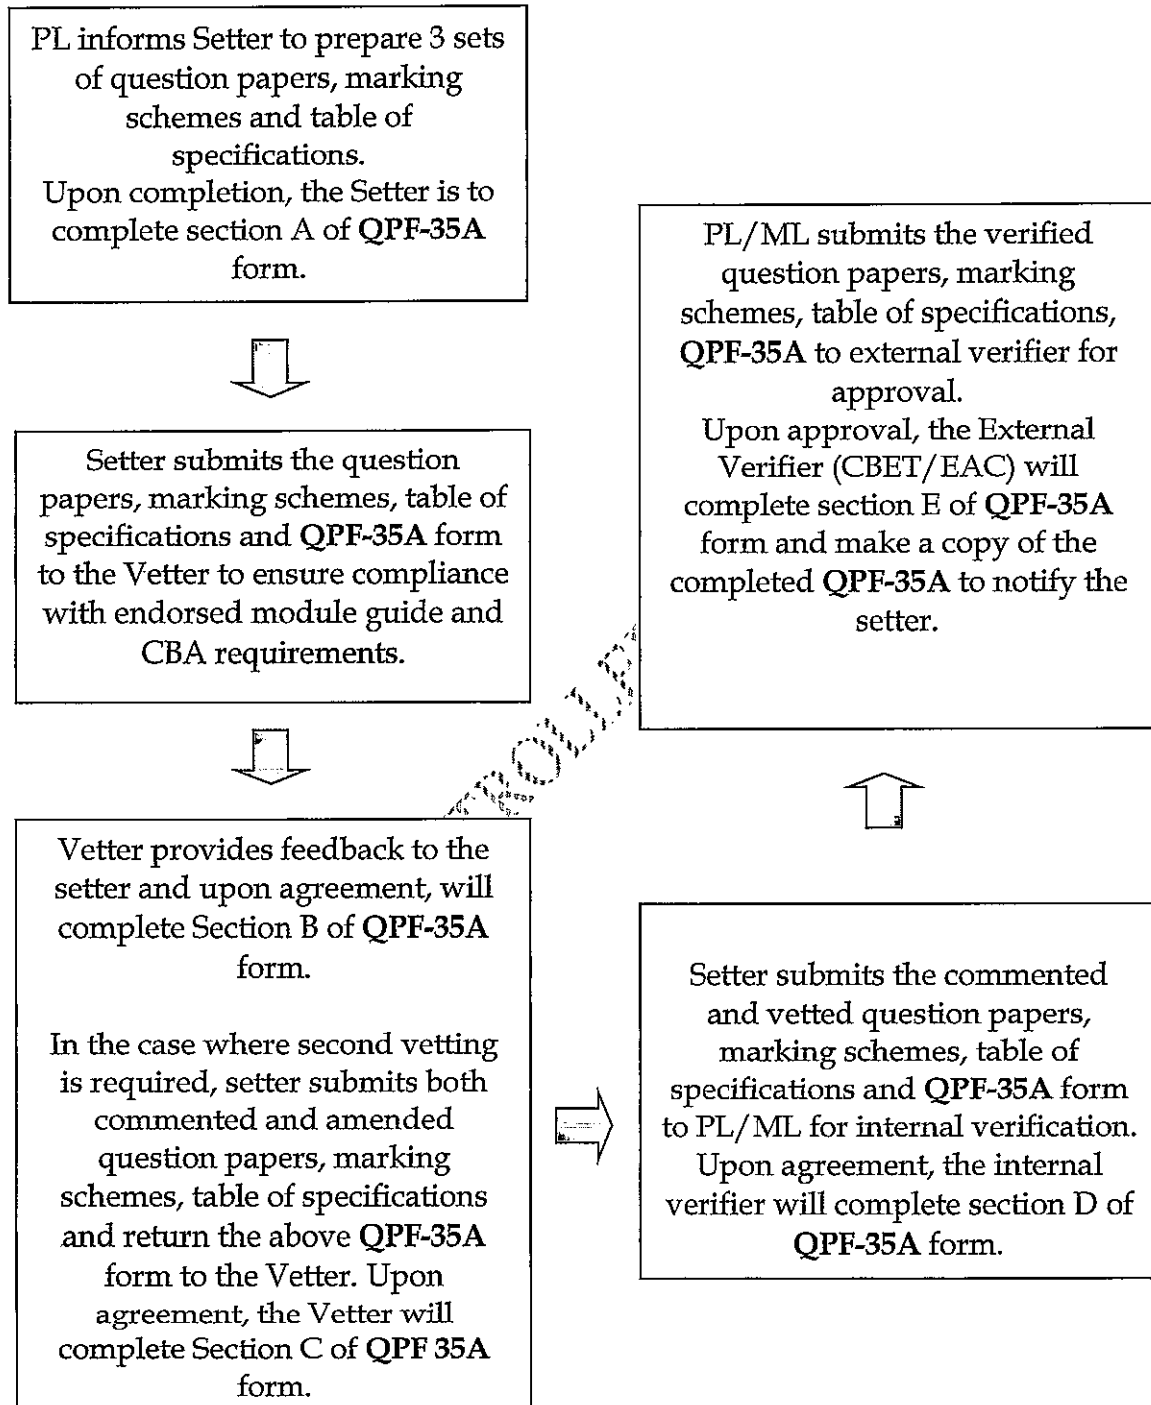 PL informs Setter to prepare 3 sets
of question papers, marking
schemes and table of
specifications.
Upon completion, the Setter is to
complete section A of QPF-35A
form.
Setter submits the question
papers, marking schemes, table of
specifications and QPF-35A form
to the Vetter to ensure compliance
with endorsed module guide and
CBA requirements.
Vetter provides feedback to the
setter and upon agreement, will
complete Section B of QPF-35A
form.
In the case where second vetting
is required, setter submits both
commented and amended
question papers, marking
schemes, table of specifications
and return the above QPF-35A
form to the Vetter. Upon
agreement, the Vetter will
complete Section C of QPF 35A
form.
Setter submits the commented
and vetted question papers,
marking schemes, table of
specifications and QPF-35A form
to PL/ML for internal verification.
Upon agreement, the internal
verifier will complete section D of
QPF-35A form.
PL/ML submits the verified
question papers, marking
schemes, table of specifications,
QPF-35A to external verifier for
approval.
Upon approval, the External
Verifier (CBET/EAC) will
complete section E of QPF-35A
form and make a copy of the
completed QPF-35A to notify the
setter.